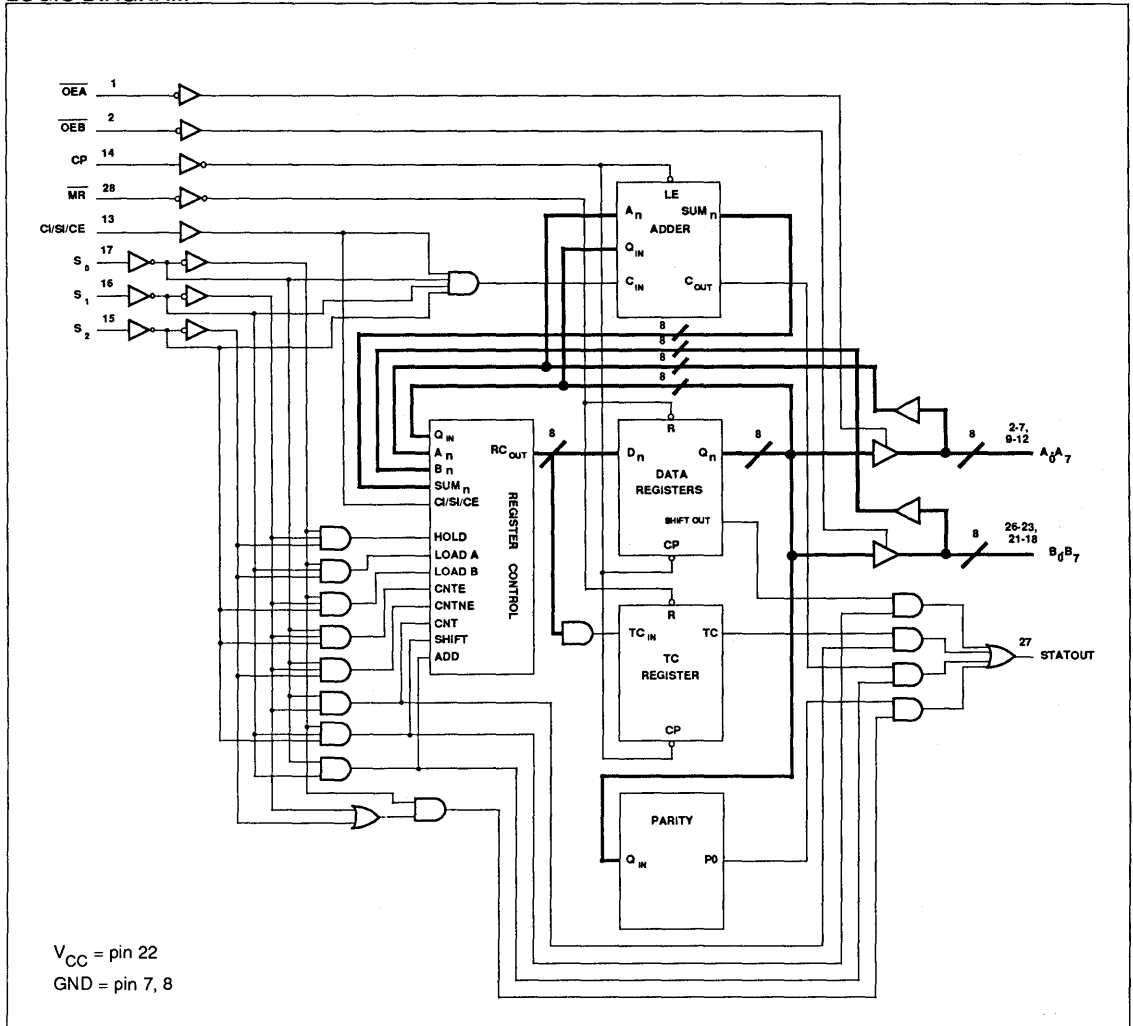 OEA 1
OEB 2
CP 14
MR 28
CI/SI/CE 13
S0 17
S1 16
S2 15
LE
An SUMn
ADDER
QIN
CIN COUT
8
8
8
8
QIN
An RCOUT
Bn
SUMn
CI/SI/CE
HOLD
LOAD A
LOAD B
CNTE
CNTNE
CNT
SHIFT
ADD
REGISTER CONTROL
8
R
Dn Qn
DATA
REGISTERS
SHIFT OUT
CP
8
8
2-7,
9-12
A0A7
8
26-23,
21-18
B0B7
R
TCIN TC
TC
REGISTER
CP
27
STATOUT
PARITY
QIN P0
VCC = pin 22
GND = pin 7, 8